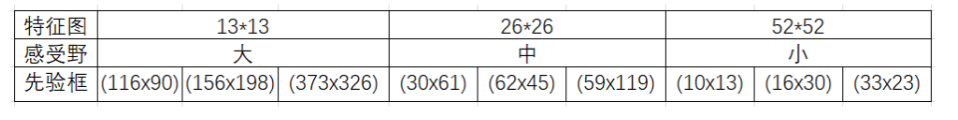 特征图 13*13 26*26 52*52
感受野 大 中 小
先验框 (116x90) (156x198) (373x326) (30x61) (62x45) (59x119) (10x13) (16x30) (33x23)